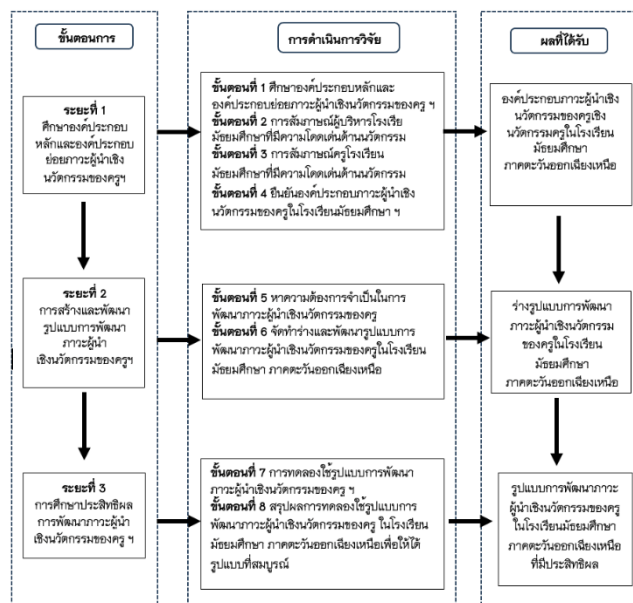 ขั้นตอนการ
การดำเนินการวิจัย
ผลที่ได้รับ
ระยะที่ 1
ศึกษาองค์ประกอบ
หลักและองค์ประกอบ
ย่อยภาวะผู้นำเชิง
นวัตกรรมของครูฯ
ขั้นตอนที่ 1 ศึกษาองค์ประกอบหลักและ
องค์ประกอบย่อยภาวะผู้นำเชิงนวัตกรรมของครู ฯ
ขั้นตอนที่ 2 การสัมภาษณ์ผู้บริหารโรงเรีย
มัธยมศึกษาที่มีความโดดเด่นด้านนวัตกรรม
ขั้นตอนที่ 3 การสัมภาษณ์ครูโรงเรียน
มัธยมศึกษาที่มีความโดดเด่นด้านนวัตกรรม
ขั้นตอนที่ 4 ยืนยันองค์ประกอบภาวะผู้นำเชิง
นวัตกรรมของครูในโรงเรียนมัธยมศึกษา ฯ
องค์ประกอบภาวะผู้นำเชิง
นวัตกรรมของครูเชิง
นวัตกรรมครูในโรงเรียน
มัธยมศึกษา
ภาคตะวันออกเฉียงเหนือ
ระยะที่ 2
การสร้างและพัฒนา
รูปแบบการพัฒนา
ภาวะผู้นำ
เชิงนวัตกรรมของครูฯ
ขั้นตอนที่ 5 หาความต้องการจำเป็นในการ
พัฒนาภาวะผู้นำเชิงนวัตกรรมของครู
ขั้นตอนที่ 6 จัดทำร่างและพัฒนารูปแบบการ
พัฒนาภาวะผู้นำเชิงนวัตกรรมของครูในโรงเรียน
มัธยมศึกษา ภาคตะวันออกเฉียงเหนือ
ร่างรูปแบบการพัฒนา
ภาวะผู้นำเชิงนวัตกรรม
ของครูในโรงเรียน
มัธยมศึกษา
ภาคตะวันออกเฉียงเหนือ
ระยะที่ 3
การศึกษาประสิทธิผล
การพัฒนาภาวะผู้นำ
เชิงนวัตกรรมของครู ฯ
ขั้นตอนที่ 7 การทดลองใช้รูปแบบการพัฒนา
ภาวะผู้นำเชิงนวัตกรรมของครู ฯ
ขั้นตอนที่ 8 สรุปผลการทดลองใช้รูปแบบการ
พัฒนาภาวะผู้นำเชิงนวัตกรรมของครู ในโรงเรียน
มัธยมศึกษา ภาคตะวันออกเฉียงเหนือเพื่อให้ได้
รูปแบบที่สมบูรณ์
รูปแบบการพัฒนาภาวะ
ผู้นำเชิงนวัตกรรมของครู
ในโรงเรียนมัธยมศึกษา
ภาคตะวันออกเฉียงเหนือ
ที่มีประสิทธิผล